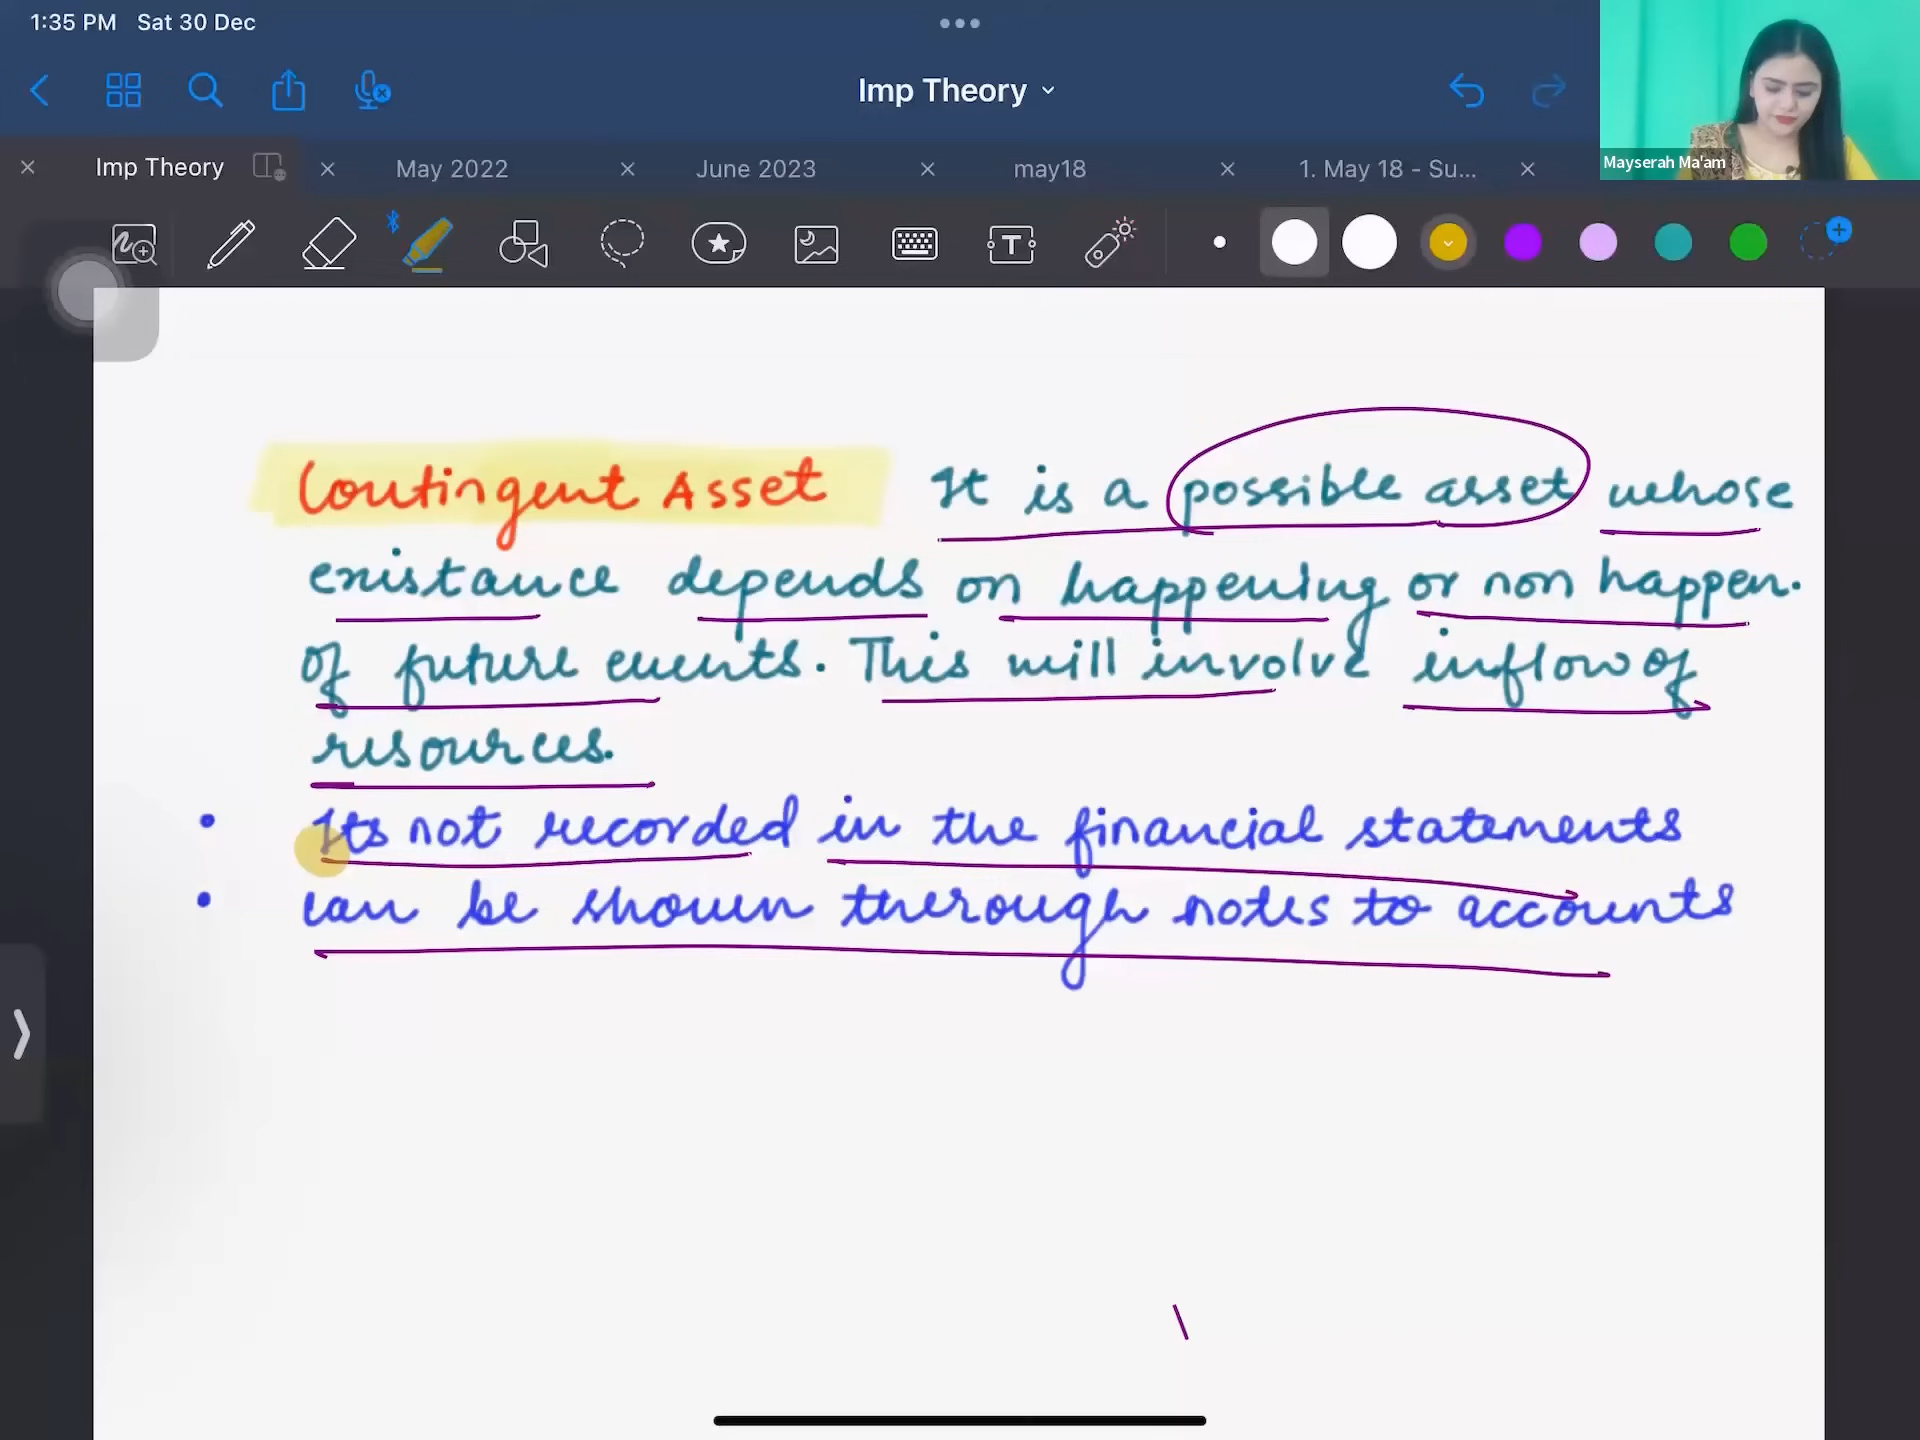 1:35 PM Sat 30 Dec
Imp Theory
Mayserah Ma'am
Imp Theory May 2022 June 2023 may18 1. May 18 - Su...
Contingent Asset It is a possible asset whose
existance depends on happening or non happen.
of future events. This will involve inflow of
resources.
• Its not recorded in the financial statements
• can be shown therough notes to accounts